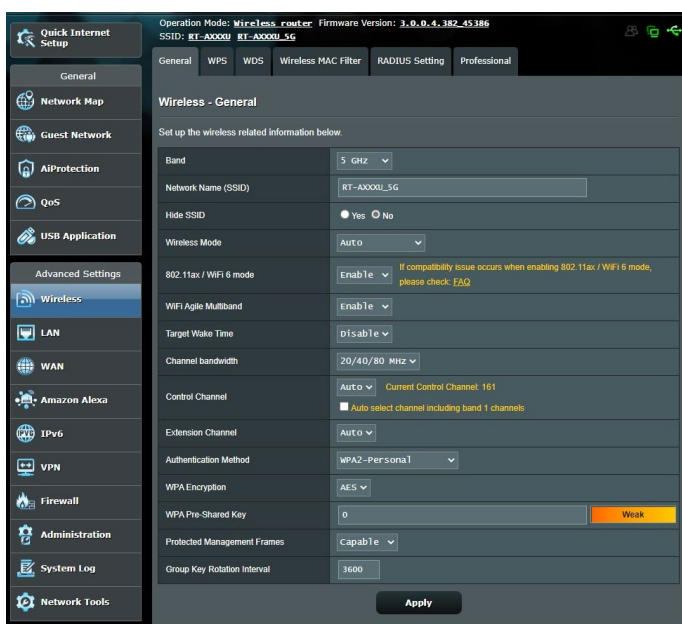 Quick Internet
Setup
General
Network Map
Guest Network
AiProtection
QoS
USB Application
Advanced Settings
Wireless
LAN
WAN
Amazon Alexa
IPv6
VPN
Firewall
Administration
System Log
Network Tools
Operation Mode: Wireless router Firmware Version: 3.0.0.4.382_45386
SSID: RT-AXXXU RT-AXXXU_5G
General WPS WDS Wireless MAC Filter RADIUS Setting Professional
Wireless - General
Set up the wireless related information below.
Band 5 GHz
Network Name (SSID) RT-AXXXU_5G
Hide SSID Yes No
Wireless Mode Auto
802.11ax / WiFi 6 mode Enable If compatibility issue occurs when enabling 802.11ax / WiFi 6 mode,
please check: FAQ
WiFi Agile Multiband Enable
Target Wake Time Disable
Channel bandwidth 20/40/80 MHz
Control Channel Auto Current Control Channel: 161
Auto select channel including band 1 channels
Extension Channel Auto
Authentication Method WPA2-Personal
WPA Encryption AES
WPA Pre-Shared Key 0 Weak
Protected Management Frames Capable
Group Key Rotation Interval 3600
Apply